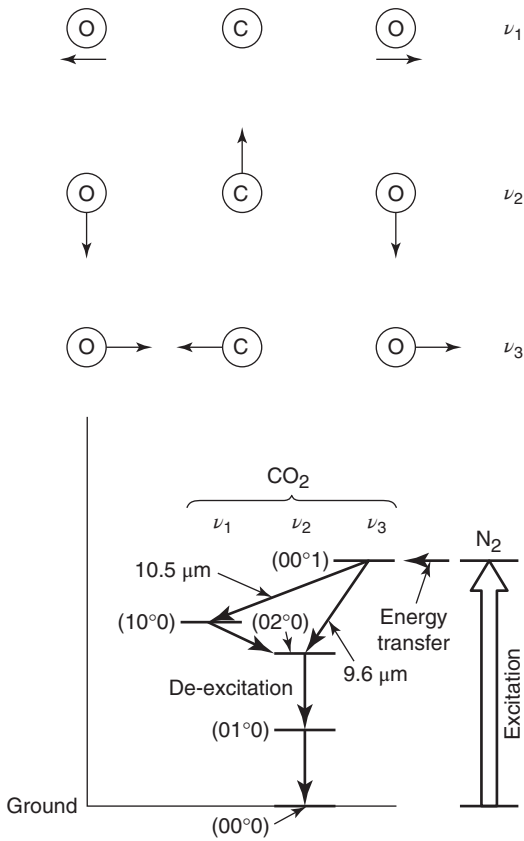 O C O ν₁
O C O ν₂
O C O ν₃
CO₂
ν₁ ν₂ ν₃
N₂
(00°1)
10.5 μm
(10°0) (02°0)
Energy
transfer
9.6 μm
De-excitation
Excitation
(01°0)
Ground
(00°0)